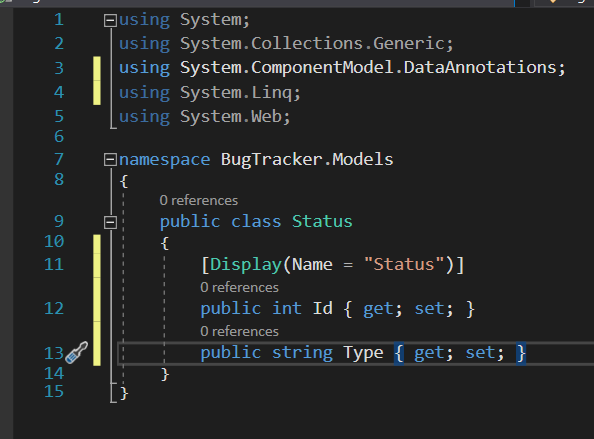 1 using System;
2 using System.Collections.Generic;
3 using System.ComponentModel.DataAnnotations;
4 using System.Linq;
5 using System.Web;
6
7 namespace BugTracker.Models
8 {
0 references
9 public class Status
10 {
11 [Display(Name = "Status")]
0 references
12 public int Id { get; set; }
0 references
13 public string Type { get; set; }
14 }
15 }